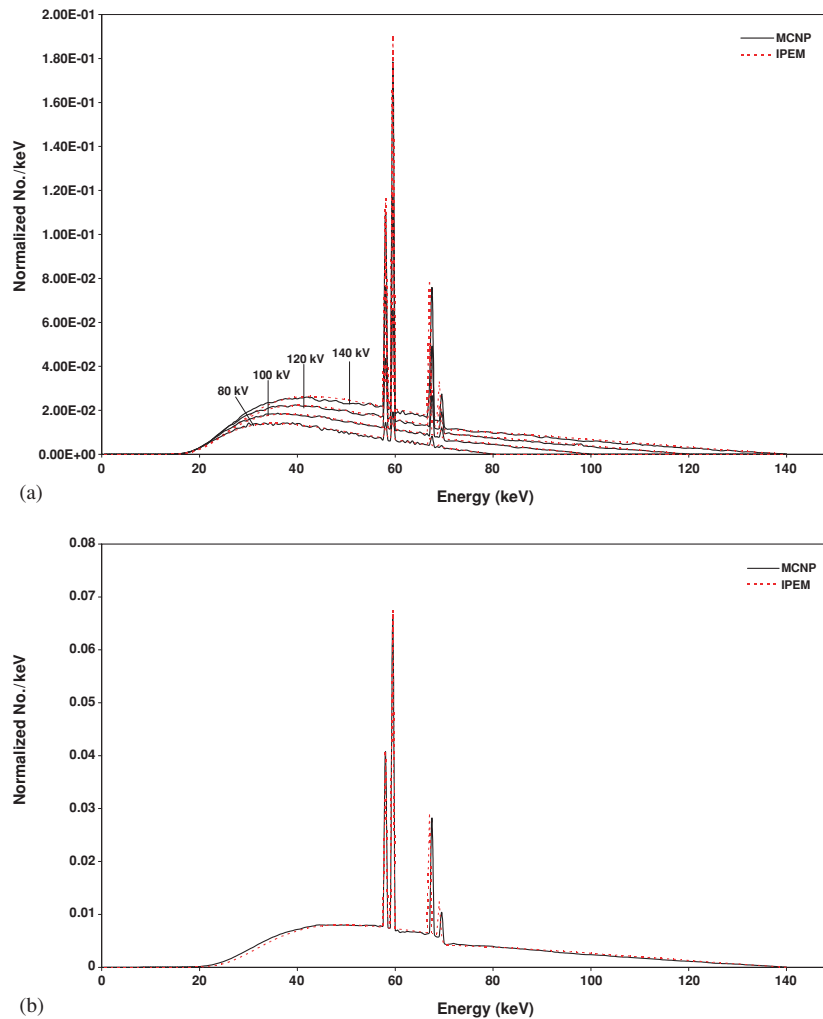 2.00E-01
1.80E-01
1.60E-01
1.40E-01
1.20E-01
1.00E-01
8.00E-02
6.00E-02
4.00E-02
2.00E-02
0.00E+00
Normalized No./keV
MCNP
IPEM
80 kV
100 kV
120 kV
140 kV
0 20 40 60 80 100 120 140
Energy (keV)
(a)
0.08
0.07
0.06
0.05
0.04
0.03
0.02
0.01
0
Normalized No./keV
MCNP
IPEM
0 20 40 60 80 100 120 140
Energy (keV)
(b)